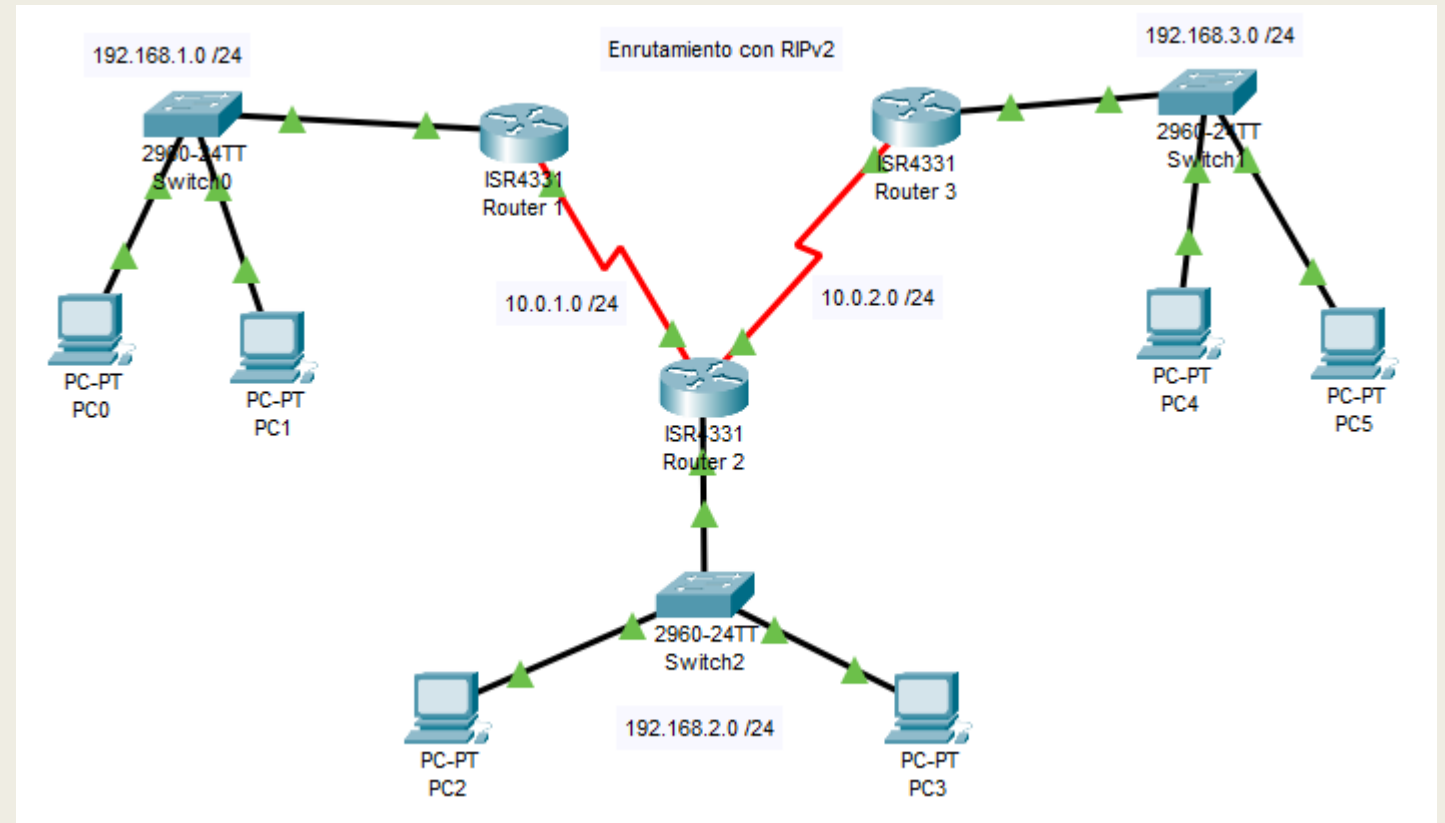 192.168.1.0 /24
Enrutamiento con RIPv2
192.168.3.0 /24
2960-24TT
Switch0
ISR4331
Router 1
ISR4331
Router 3
2960-24TT
Switch1
10.0.1.0 /24
10.0.2.0 /24
PC-PT
PC0
PC-PT
PC1
PC-PT
PC4
PC-PT
PC5
ISR4331
Router 2
2960-24TT
Switch2
192.168.2.0 /24
PC-PT
PC2
PC-PT
PC3